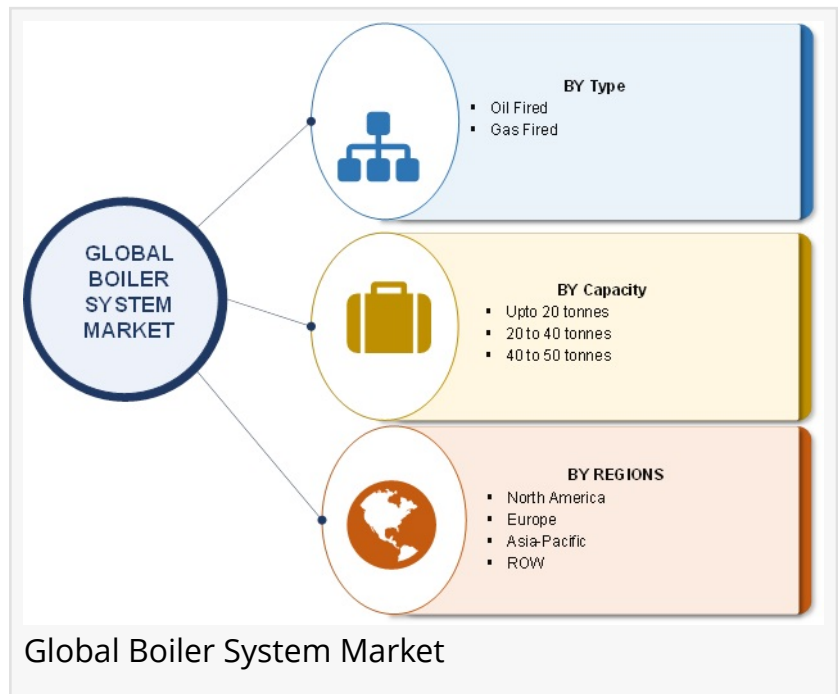 GLOBAL
BOILER
SYSTEM
MARKET
BY Type
▪ Oil Fired
▪ Gas Fired
BY Capacity
▪ Upto 20 tonnes
▪ 20 to 40 tonnes
▪ 40 to 50 tonnes
BY REGIONS
▪ North America
▪ Europe
▪ Asia-Pacific
▪ ROW
Global Boiler System Market